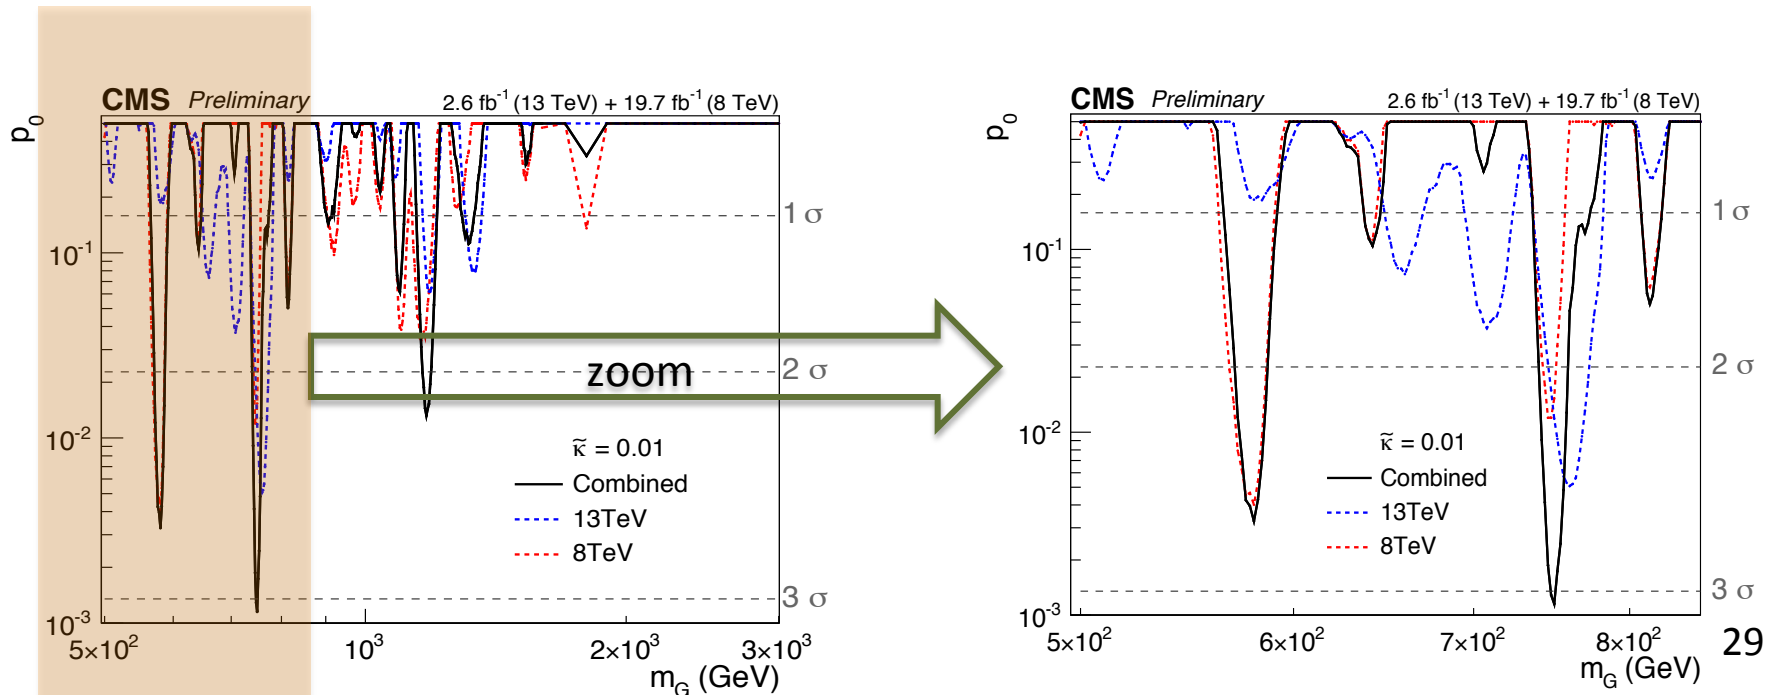 CMS Preliminary 2.6 fb⁻¹ (13 TeV) + 19.7 fb⁻¹ (8 TeV)
p₀
1 σ
10⁻¹
2 σ
10⁻²
κ̃ = 0.01
Combined
13TeV
8TeV
3 σ
10⁻³
5×10² 10³ 2×10³ 3×10³
m_G (GeV)
zoom
CMS Preliminary 2.6 fb⁻¹ (13 TeV) + 19.7 fb⁻¹ (8 TeV)
p₀
1 σ
10⁻¹
2 σ
10⁻²
κ̃ = 0.01
Combined
13TeV
8TeV
3 σ
10⁻³
5×10² 6×10² 7×10² 8×10²
m_G (GeV)
29